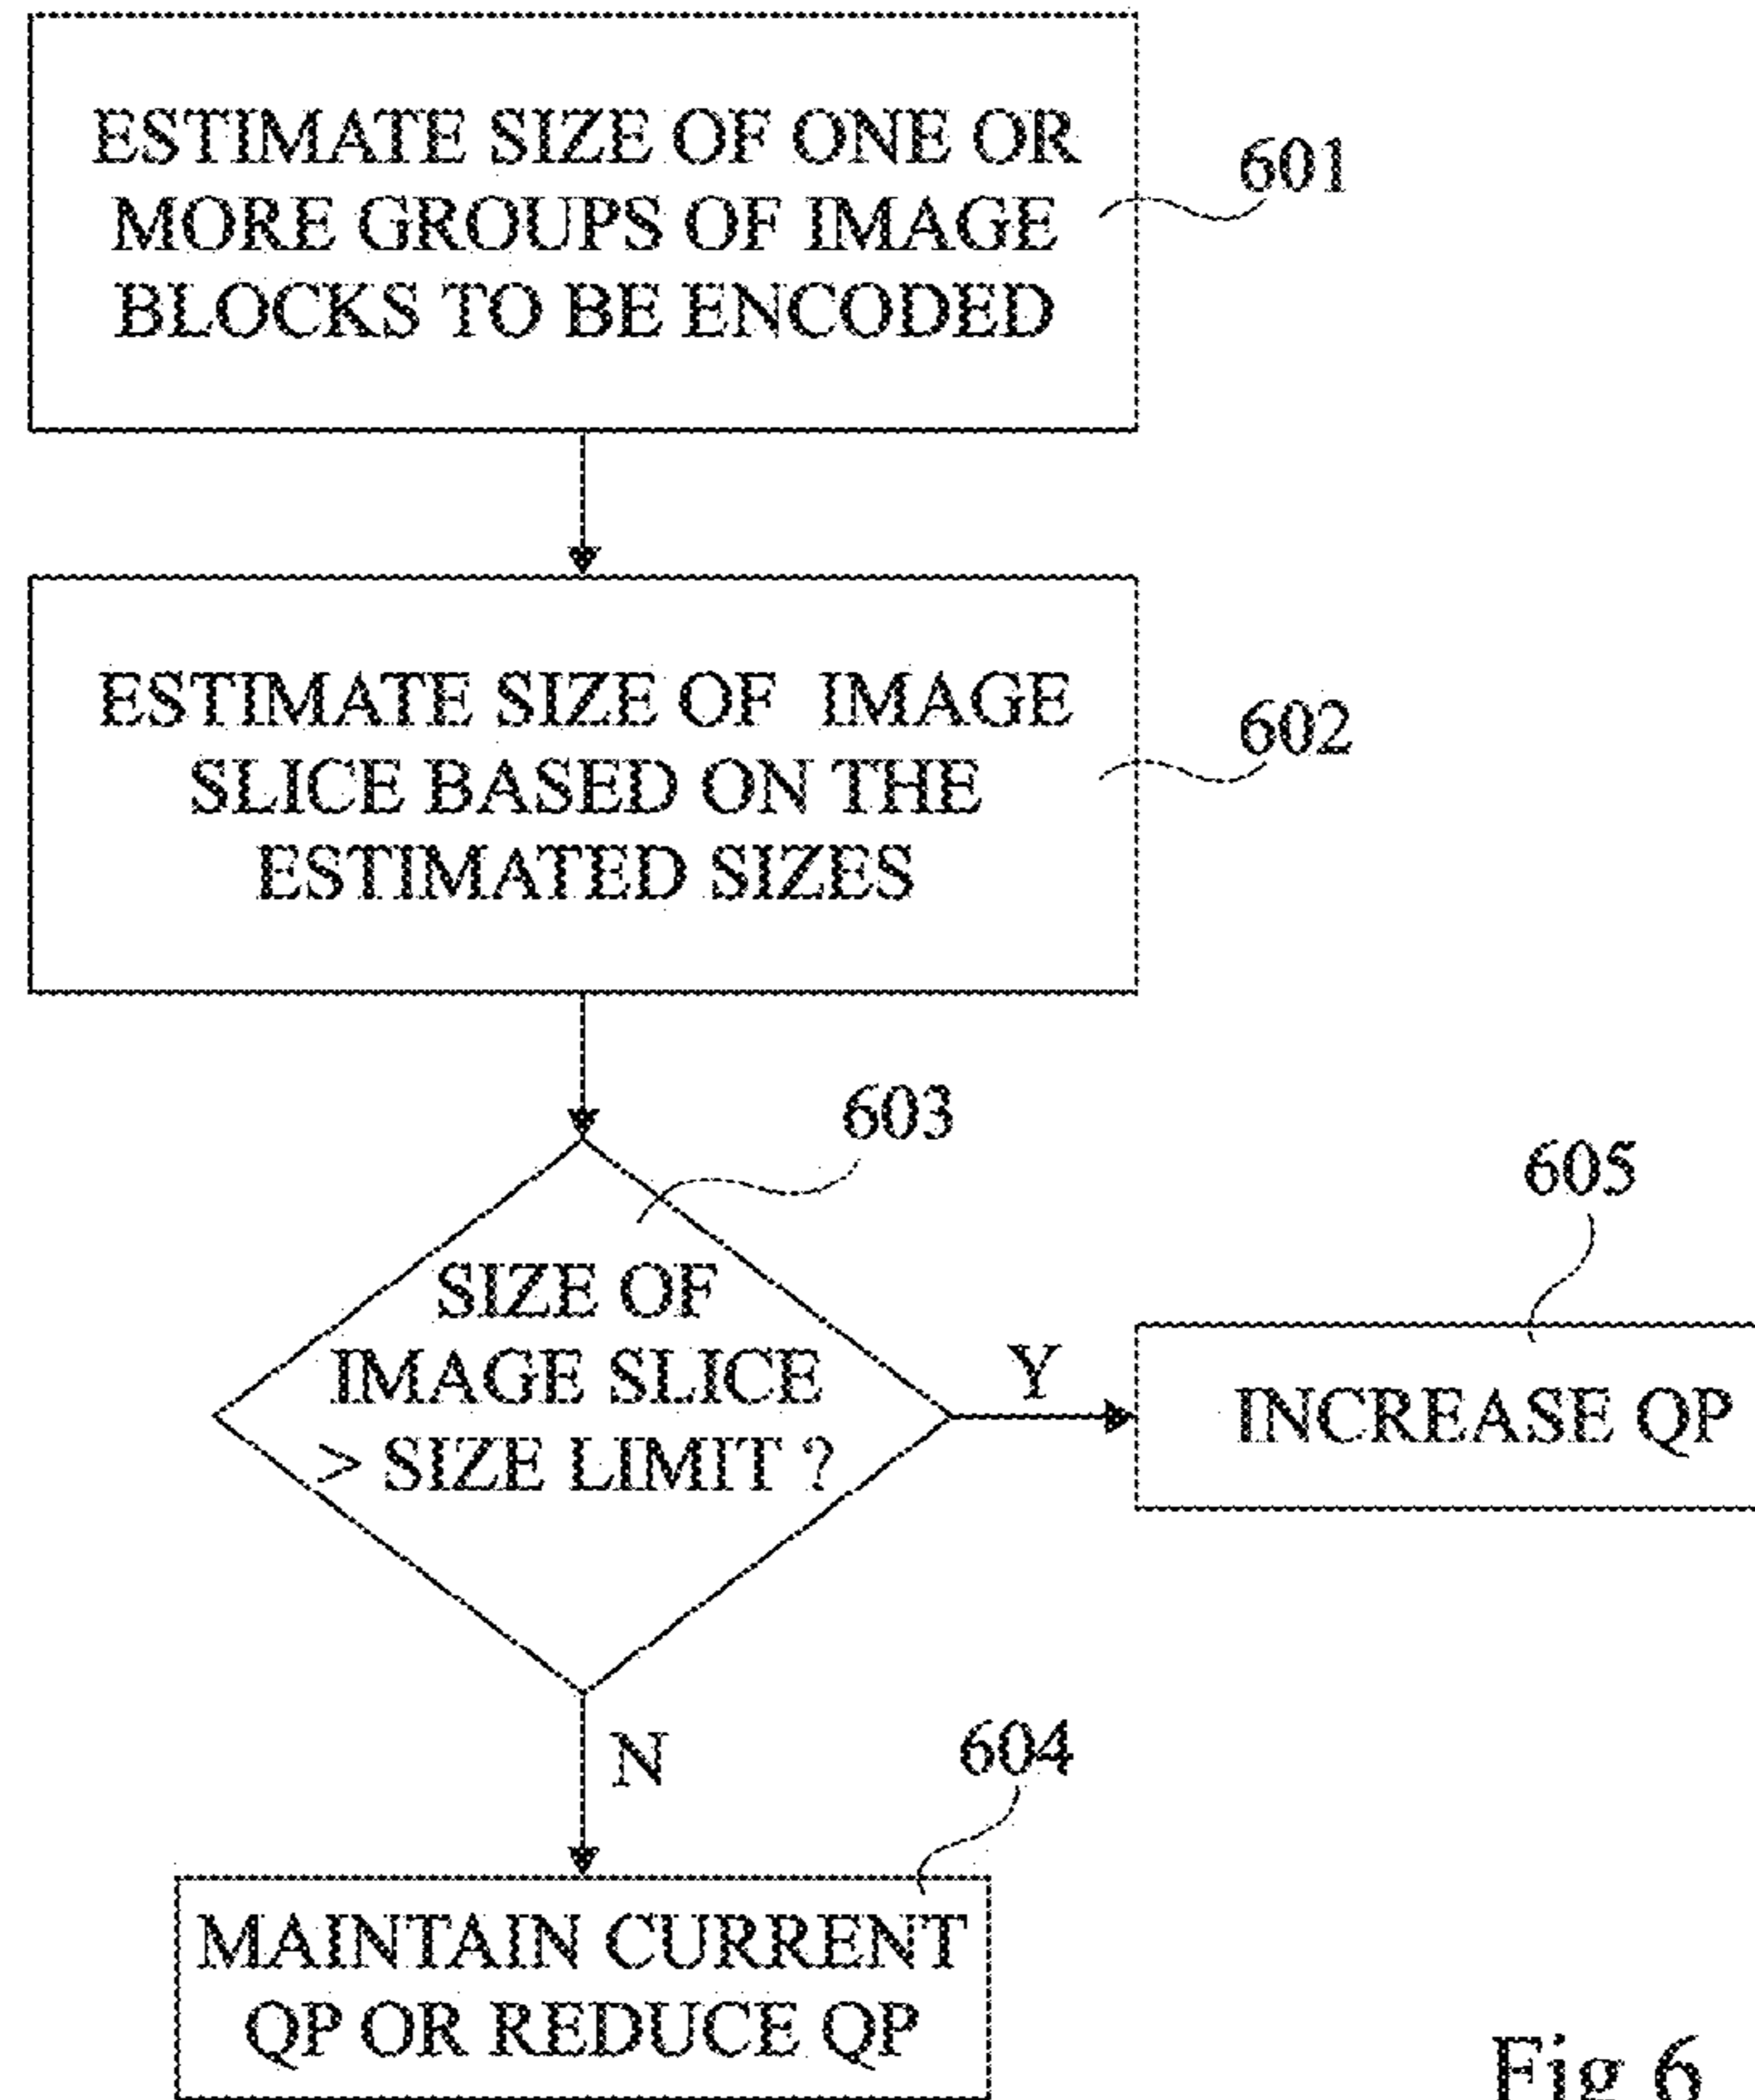 ESTIMATE SIZE OF ONE OR
MORE GROUPS OF IMAGE
BLOCKS TO BE ENCODED
601
ESTIMATE SIZE OF IMAGE
SLICE BASED ON THE
ESTIMATED SIZES
602
603
SIZE OF
IMAGE SLICE
> SIZE LIMIT ?
Y
605
INCREASE QP
N
604
MAINTAIN CURRENT
QP OR REDUCE QP
Fig 6